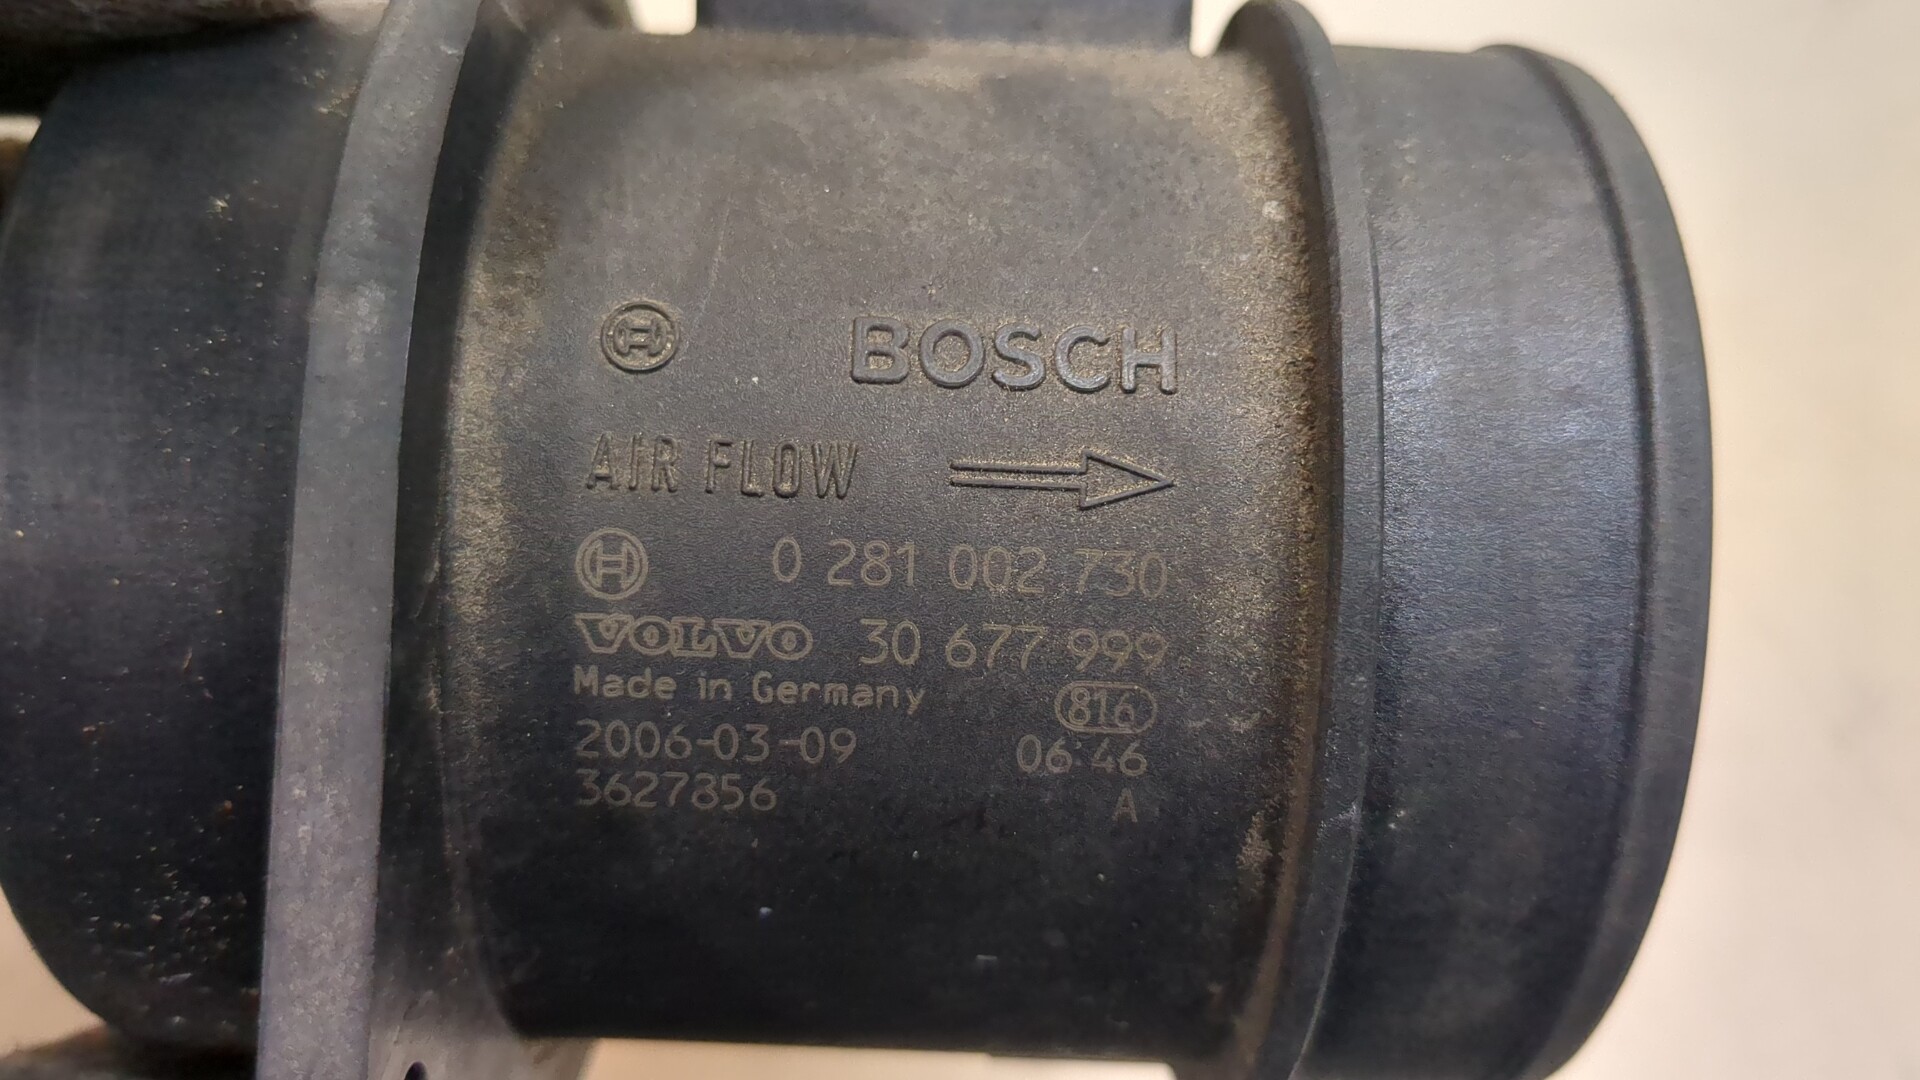 BOSCH
AIR FLOW
0 281 002 730
VOLVO 30 677 999
Made in Germany 816
2006-03-09 06:46
3627856 A